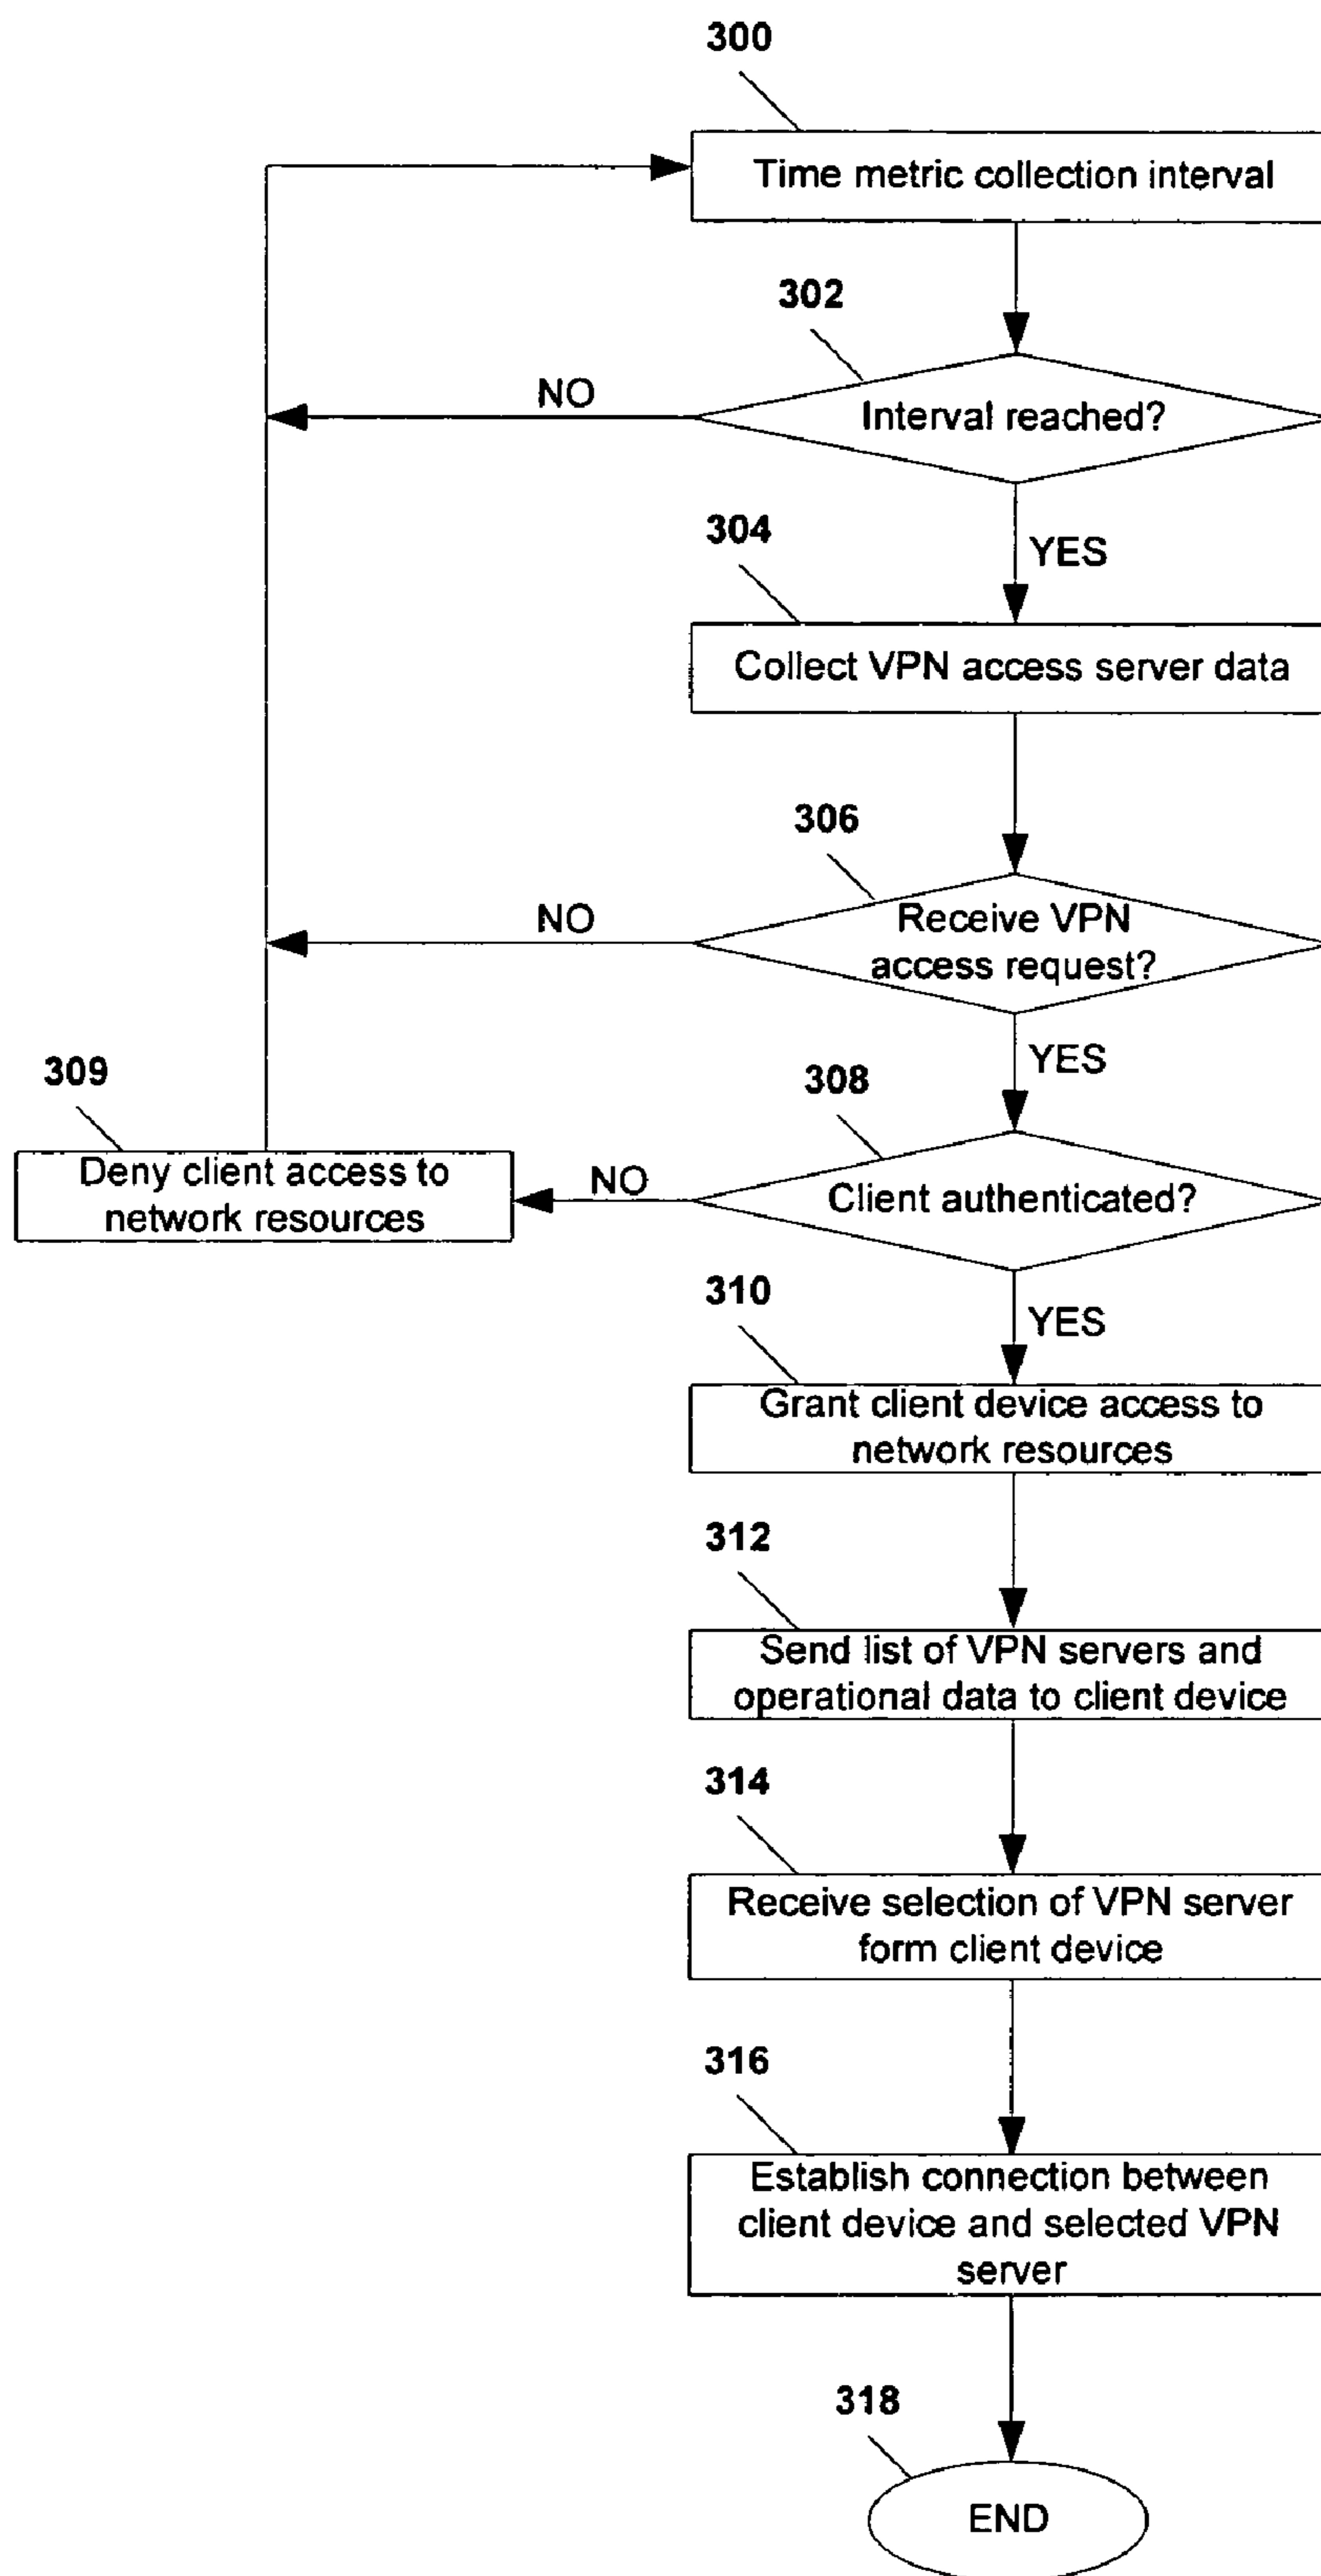 300
Time metric collection interval
302
Interval reached?
NO
YES
304
Collect VPN access server data
306
Receive VPN
access request?
NO
YES
308
Client authenticated?
NO
309
Deny client access to
network resources
YES
310
Grant client device access to
network resources
312
Send list of VPN servers and
operational data to client device
314
Receive selection of VPN server
form client device
316
Establish connection between
client device and selected VPN
server
318
END